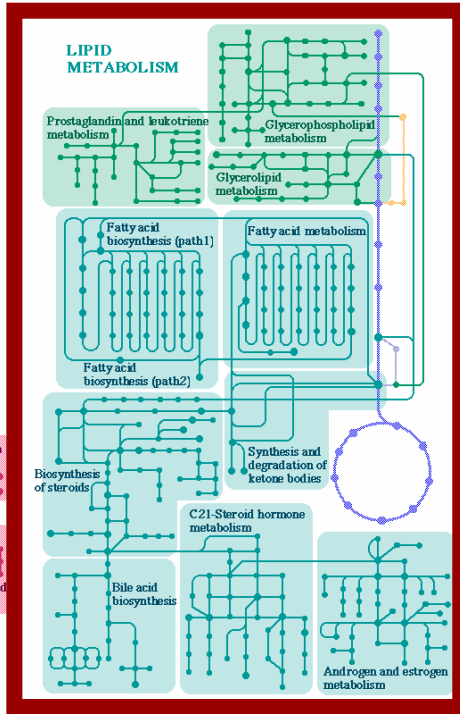 LIPID
METABOLISM
Glycerophospholipid
metabolism
Prostaglandin and leukotriene
metabolism
Glycerolipid
metabolism
Fatty acid
biosynthesis (path1)
Fatty acid metabolism
Fatty acid
biosynthesis (path2)
Synthesis and
degradation of
ketone bodies
Biosynthesis
of steroids
C21-Steroid hormone
metabolism
Bile acid
biosynthesis
Androgen and estrogen
metabolism